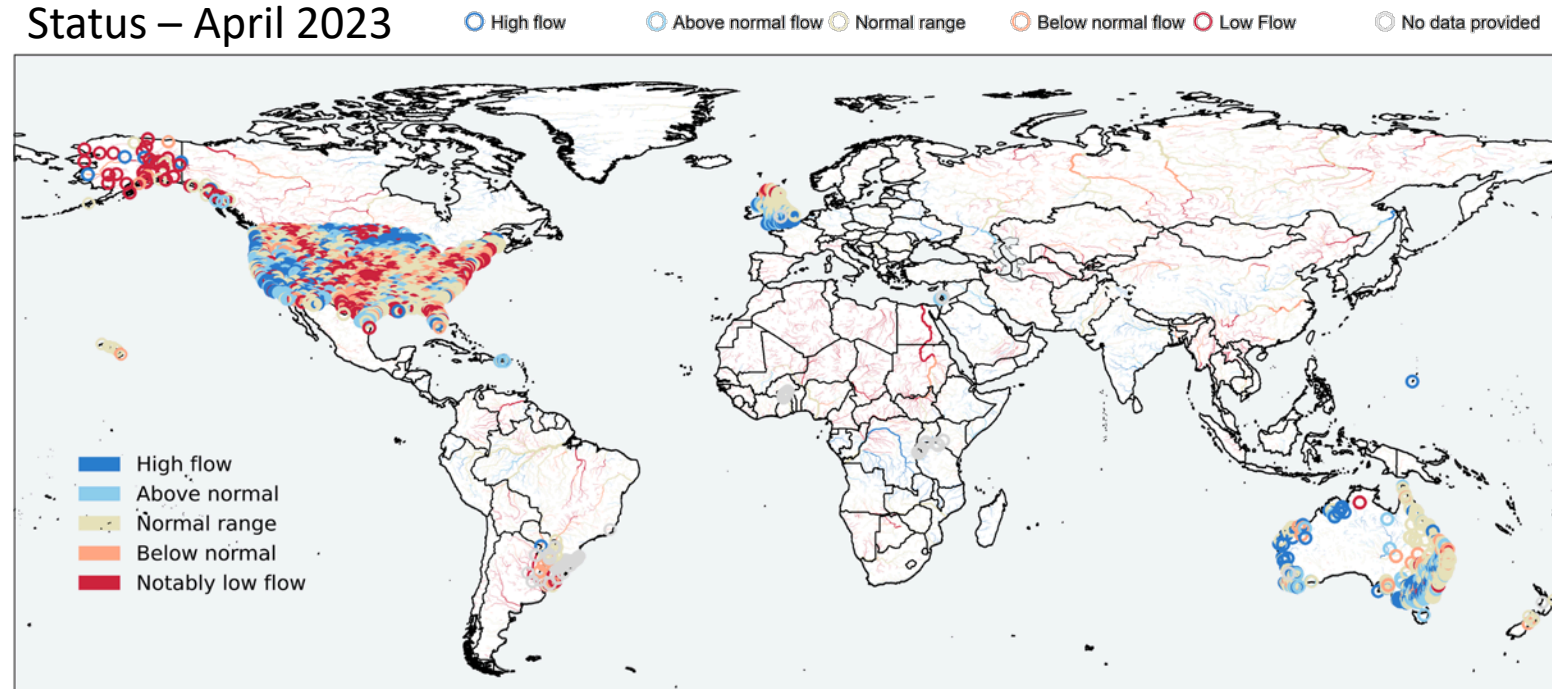 Status – April 2023
High flow
Above normal flow
Normal range
Below normal flow
Low Flow
No data provided
High flow
Above normal
Normal range
Below normal
Notably low flow